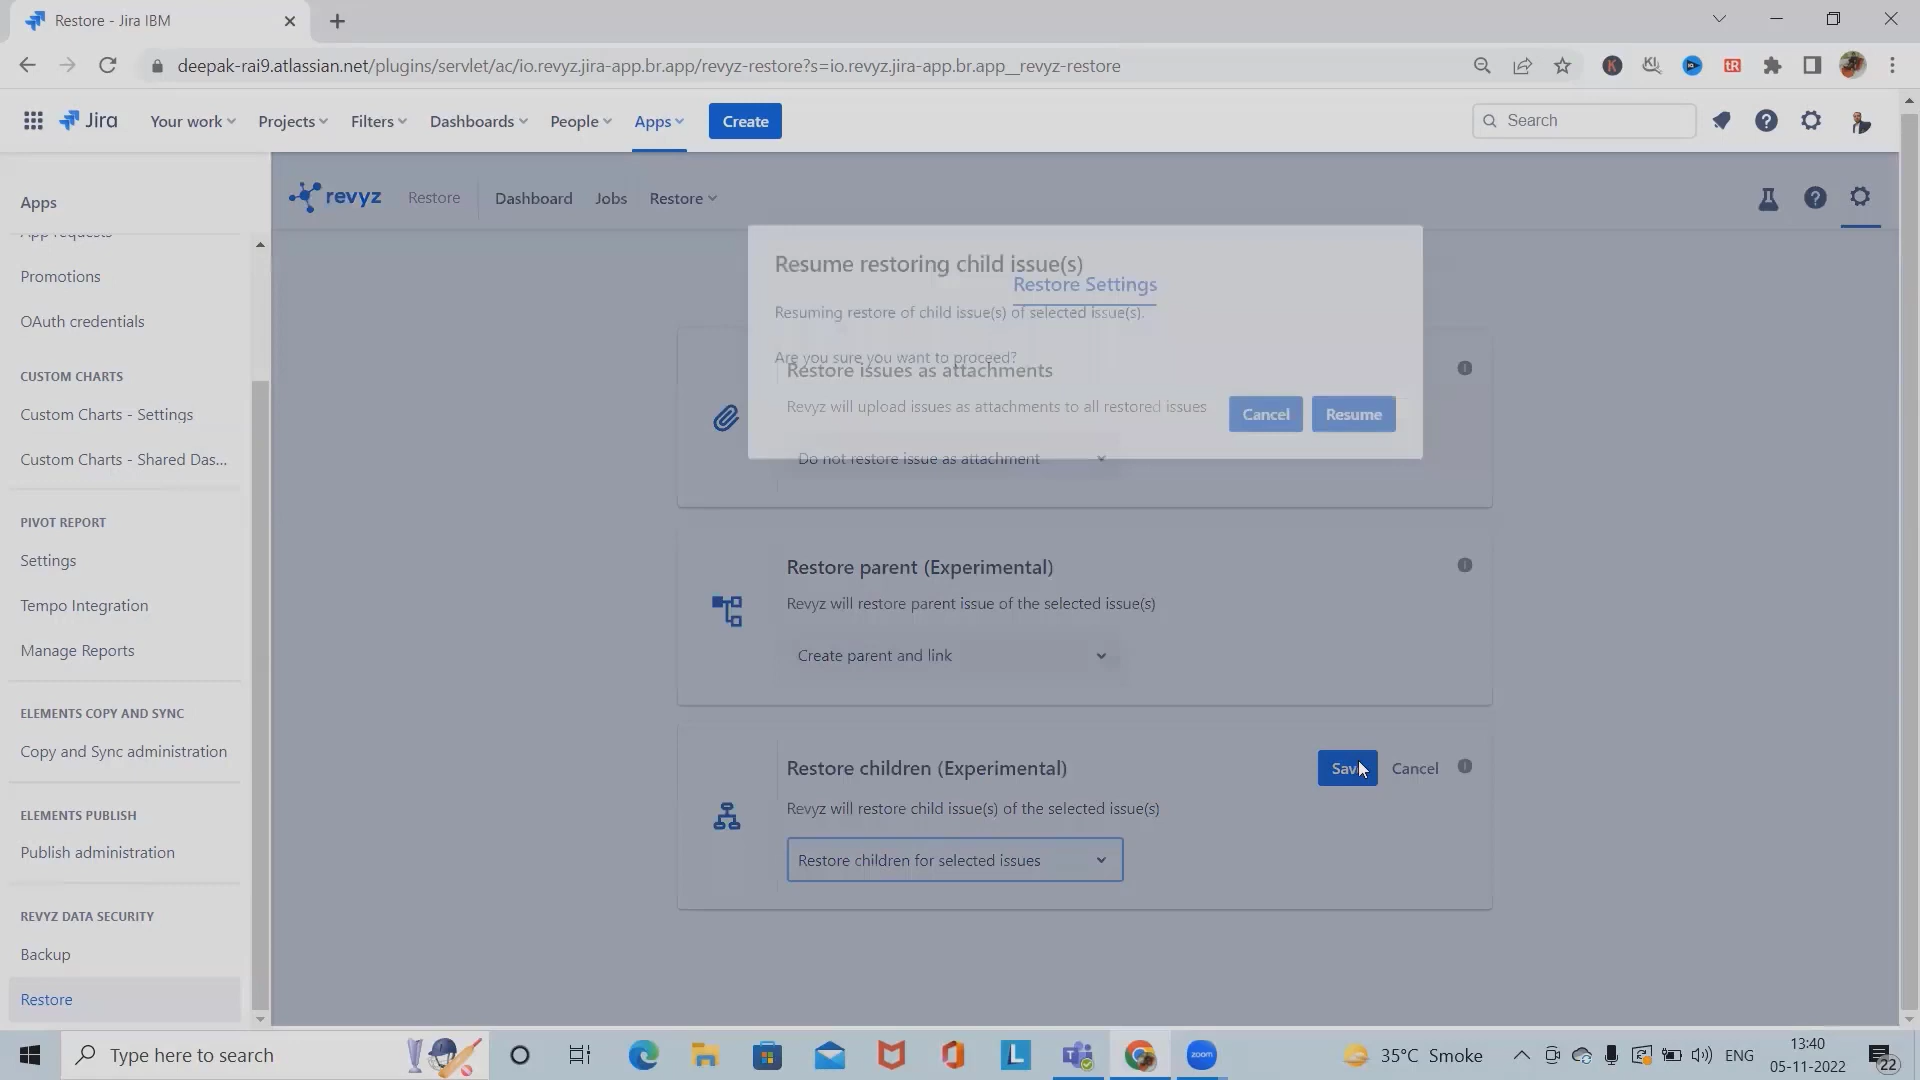 Restore - Jira IBM
deepak-rai9.atlassian.net/plugins/servlet/ac/io.revyz.jira-app.br.app/revyz-restore?s=io.revyz.jira-app.br.app__revyz-restore
Jira
Your work
Projects
Filters
Dashboards
People
Apps
Create
Search
Apps
App requests
Promotions
OAuth credentials
CUSTOM CHARTS
Custom Charts - Settings
Custom Charts - Shared Das...
PIVOT REPORT
Settings
Tempo Integration
Manage Reports
ELEMENTS COPY AND SYNC
Copy and Sync administration
ELEMENTS PUBLISH
Publish administration
REVYZ DATA SECURITY
Backup
Restore
revyz
Restore
Dashboard
Jobs
Restore
Resume restoring child issue(s)
Restore Settings
Resuming restore of child issue(s) of selected issue(s).
Are you sure you want to proceed?
Restore issues as attachments
Revyz will upload issues as attachments to all restored issues
Cancel
Resume
Do not restore issue as attachment
Restore parent (Experimental)
Revyz will restore parent issue of the selected issue(s)
Create parent and link
Restore children (Experimental)
Save
Cancel
Revyz will restore child issue(s) of the selected issue(s)
Restore children for selected issues
Type here to search
zoom
35°C Smoke
ENG
13:40
05-11-2022
22